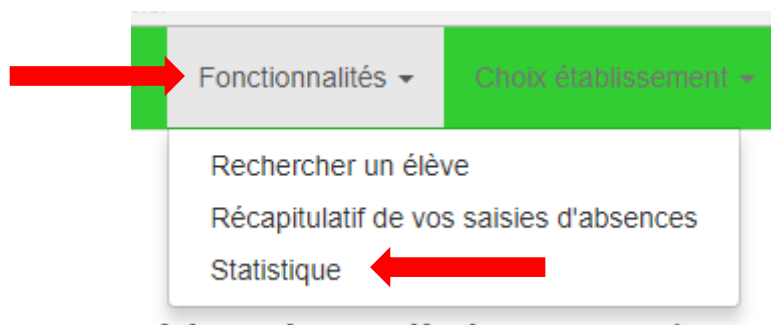 Fonctionnalités Choix établissement
Rechercher un élève
Récapitulatif de vos saisies d'absences
Statistique